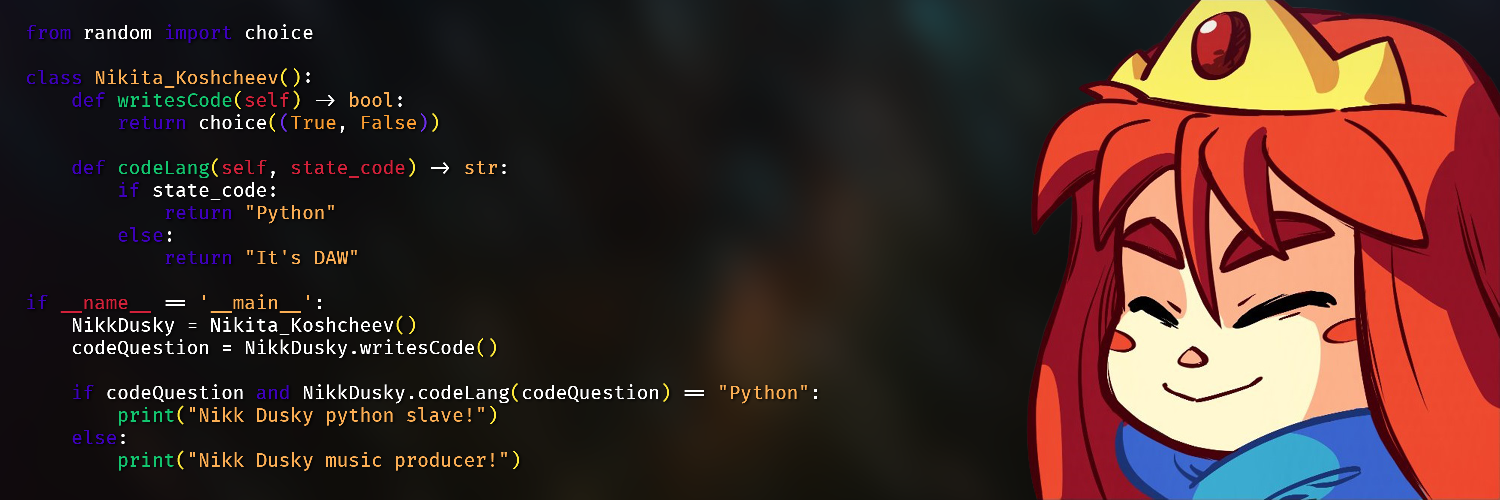 from random import choice
class Nikita_Koshcheev():
def writesCode(self) -> bool:
return choice((True, False))
def codeLang(self, state_code) -> str:
if state_code:
return "Python"
else:
return "It's DAW"
if __name__ == '__main__':
NikkDusky = Nikita_Koshcheev()
codeQuestion = NikkDusky.writesCode()
if codeQuestion and NikkDusky.codeLang(codeQuestion) == "Python":
print("Nikk Dusky python slave!")
else:
print("Nikk Dusky music producer!")